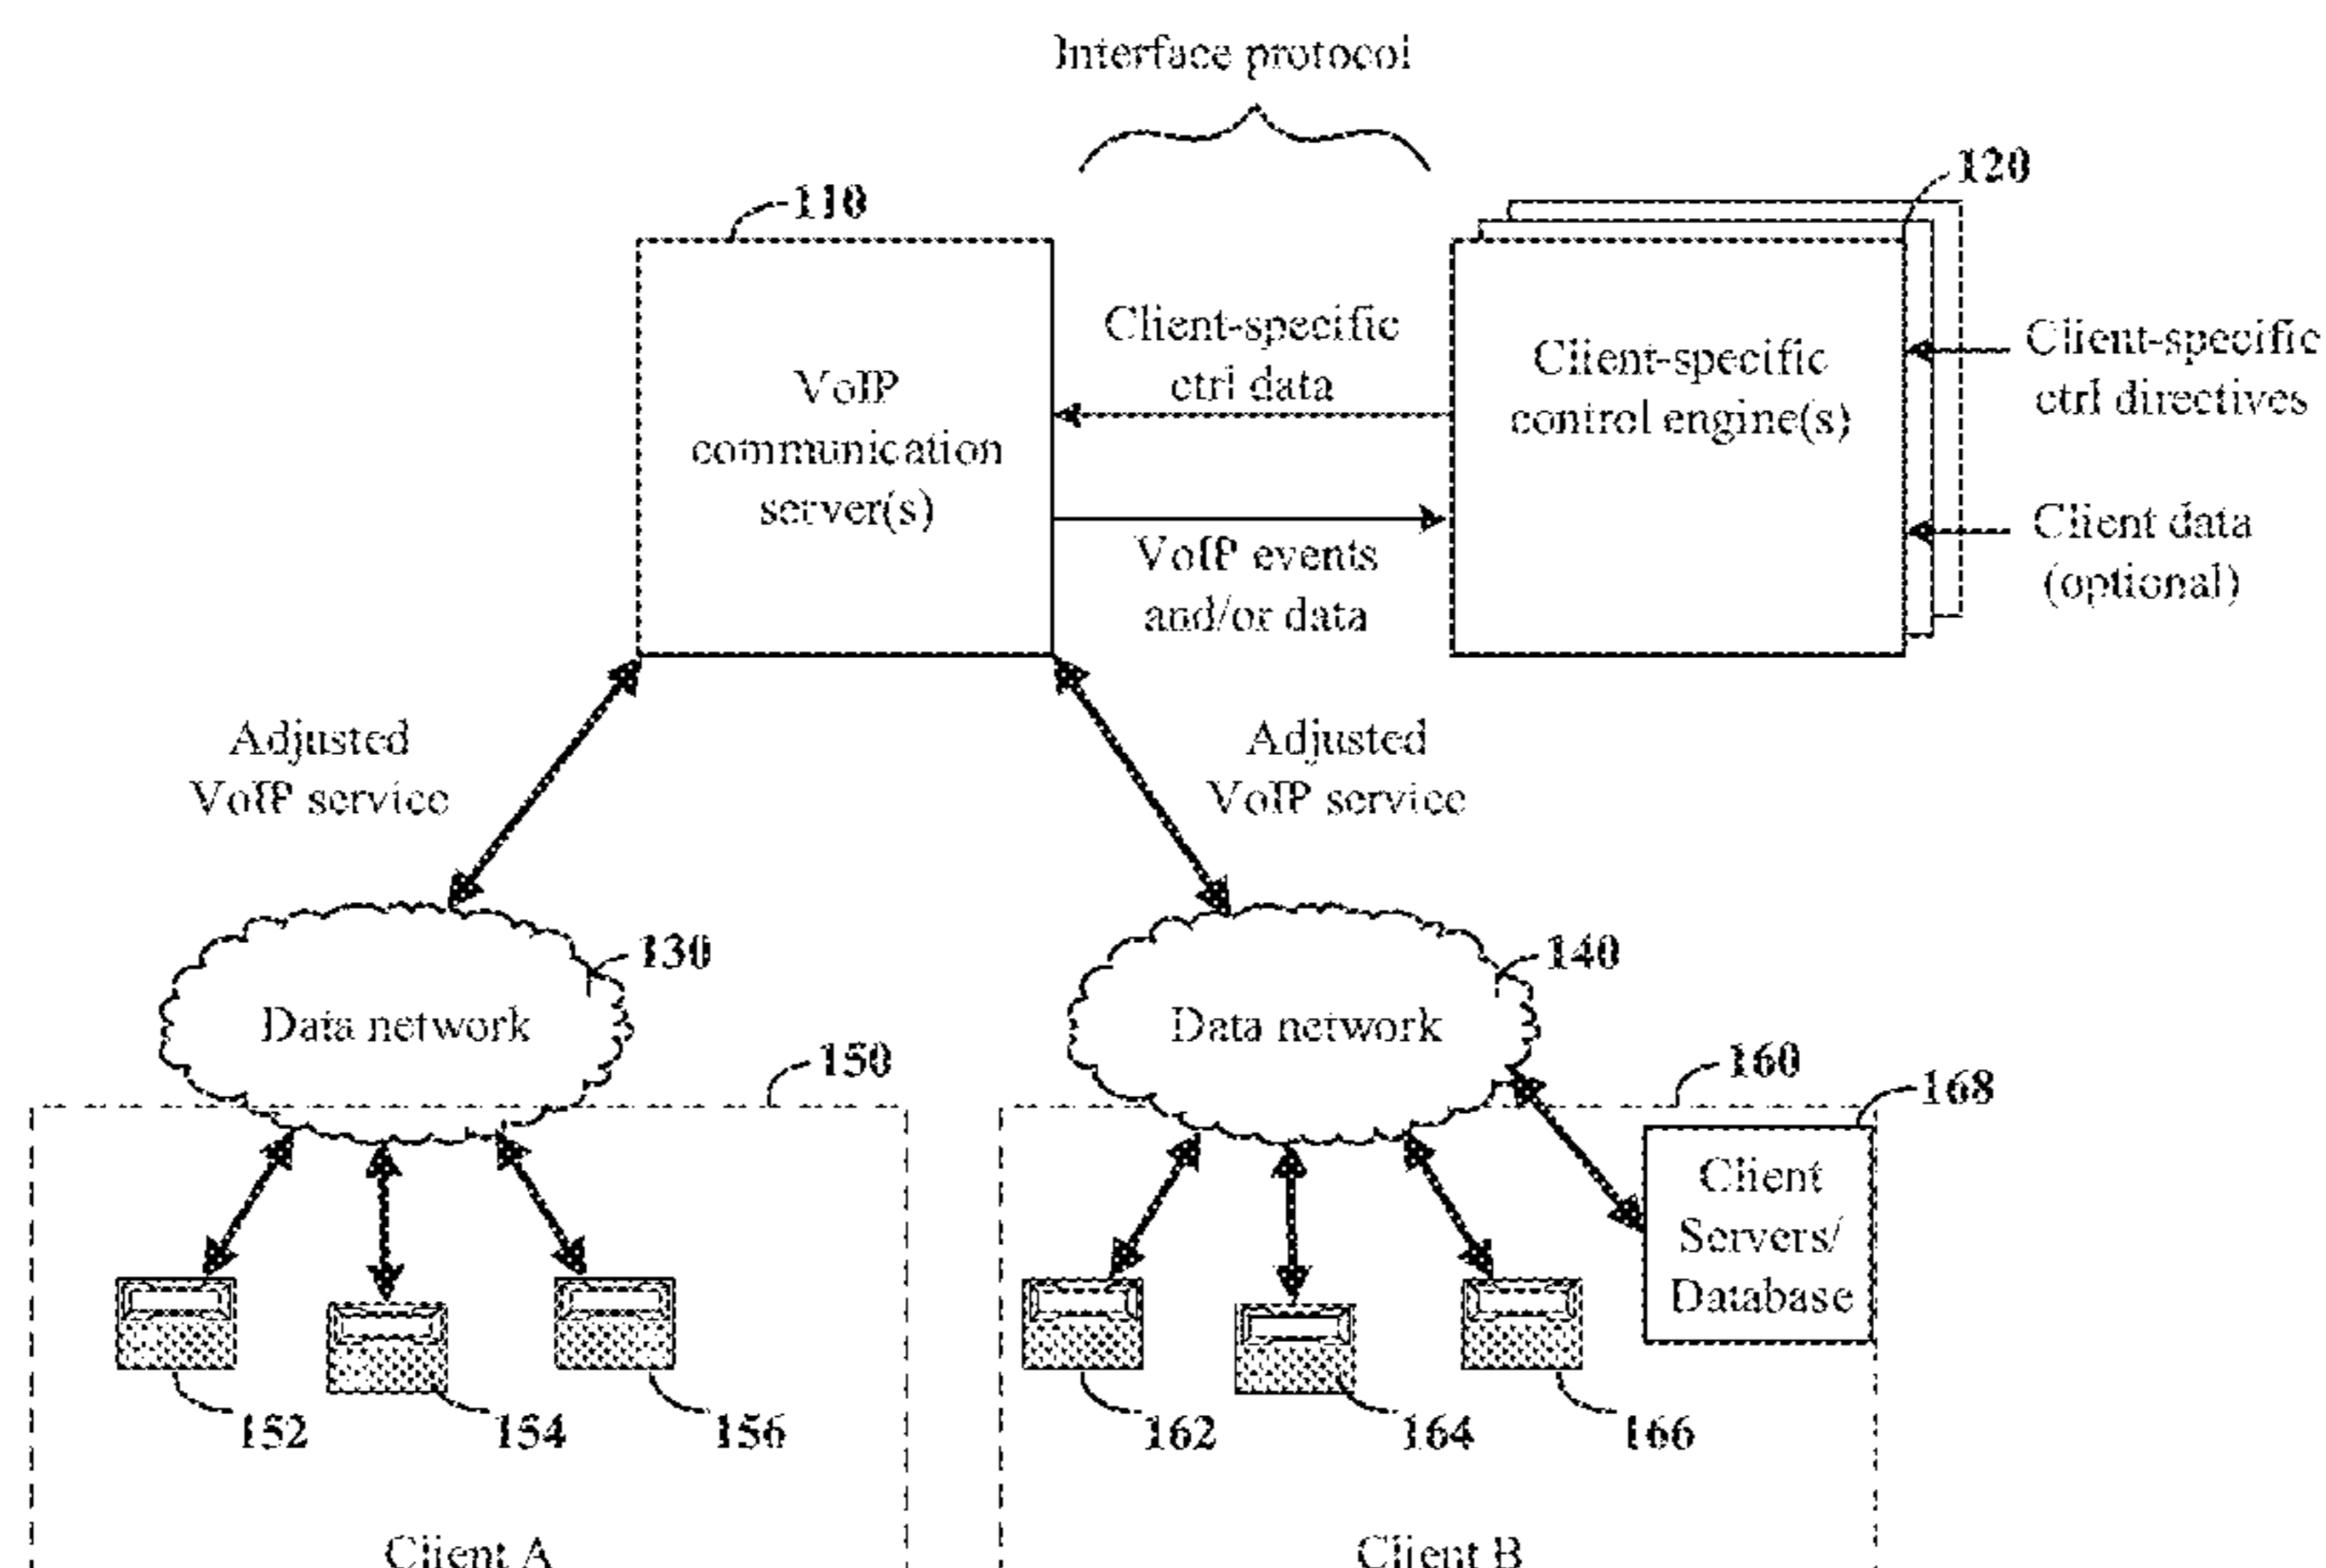 Interface protocol
110
120
VoIP
communication
server(s)
Client-specific
ctrl data
VoIP events
and/or data
Client-specific
control engine(s)
Client-specific
ctrl directives
Client data
(optional)
Adjusted
VoIP service
Adjusted
VoIP service
130
Data network
140
Data network
150
160
168
Client
Servers/
Database
152
154
156
162
164
166
Client A
Client B